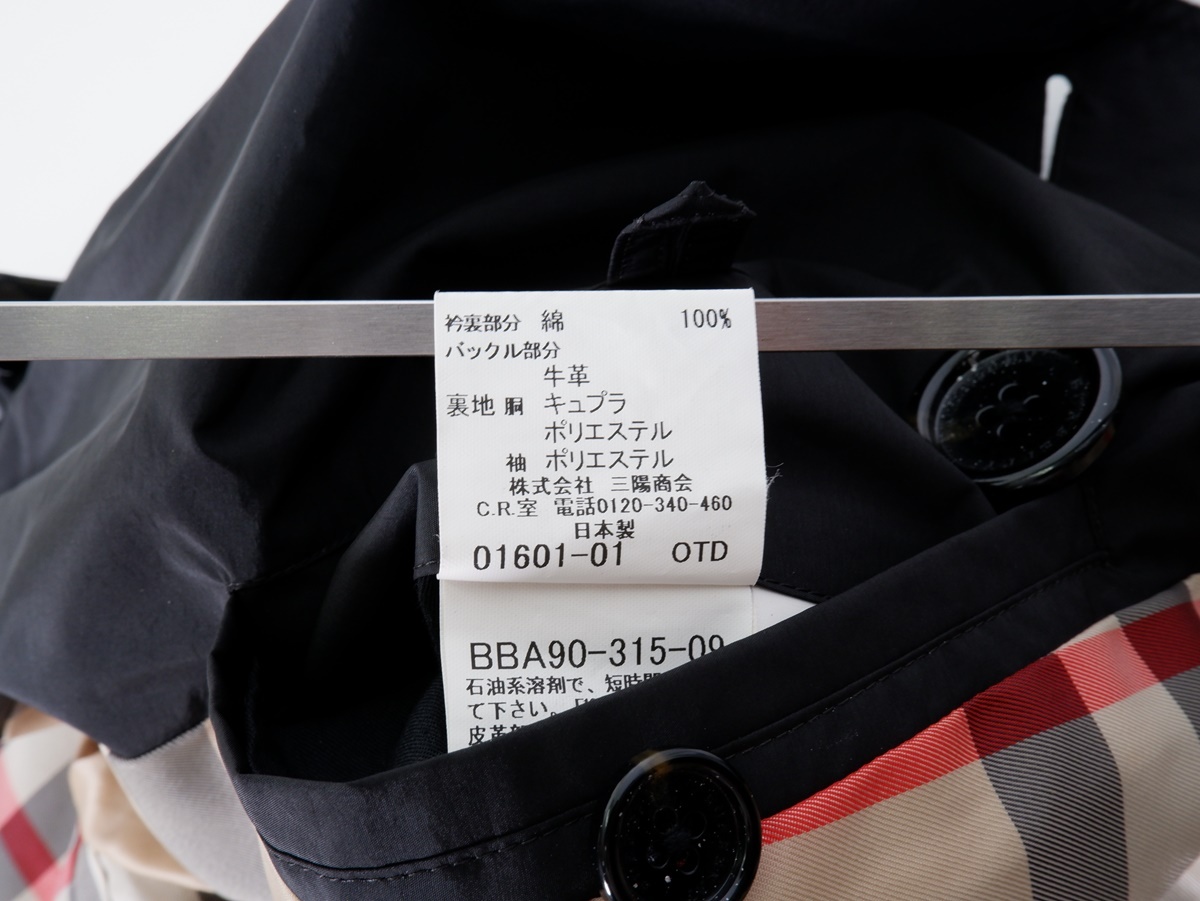 衿裏部分 綿 100%
バックル部分
牛革
裏地 胴 キュプラ
ポリエステル
袖 ポリエステル
株式会社 三陽商会
C.R.室 電話0120-340-460
日本製
01601-01 OTD
BBA90-315-09
石油系溶剤で、短時間
て下さい。
皮革